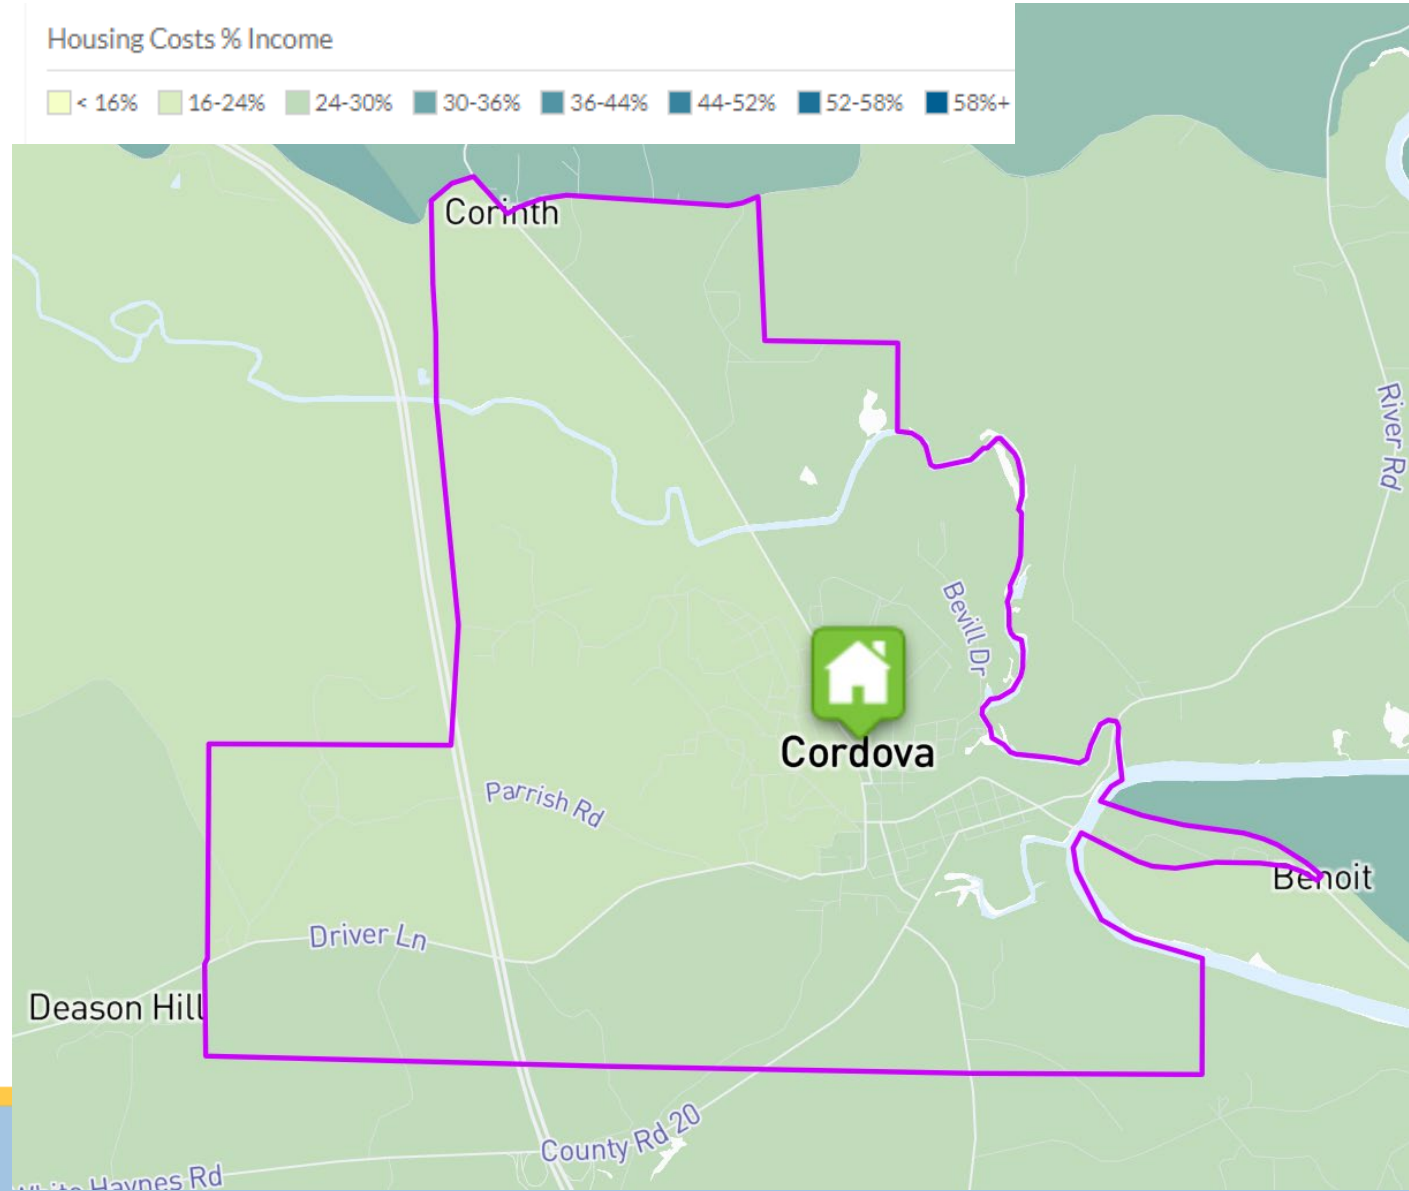 Housing Costs % Income
< 16% 16-24% 24-30% 30-36% 36-44% 44-52% 52-58% 58%+
Corinth
River Rd
Bevill Dr
Cordova
Parrish Rd
Benoit
Driver Ln
Deason Hill
County Rd 20
White Haynes Rd